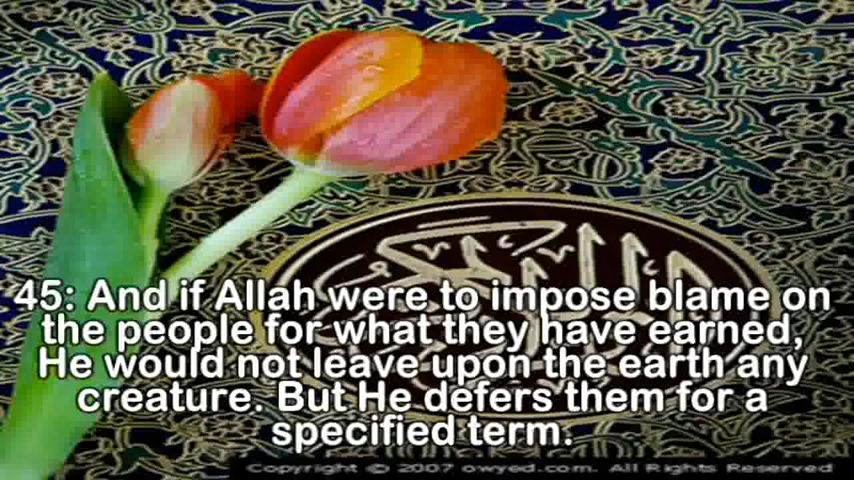 45: And if Allah were to impose blame on
the people for what they have earned,
He would not leave upon the earth any
creature. But He defers them for a
specified term.
Copyright © 2007 owyed.com. All Rights Reserved